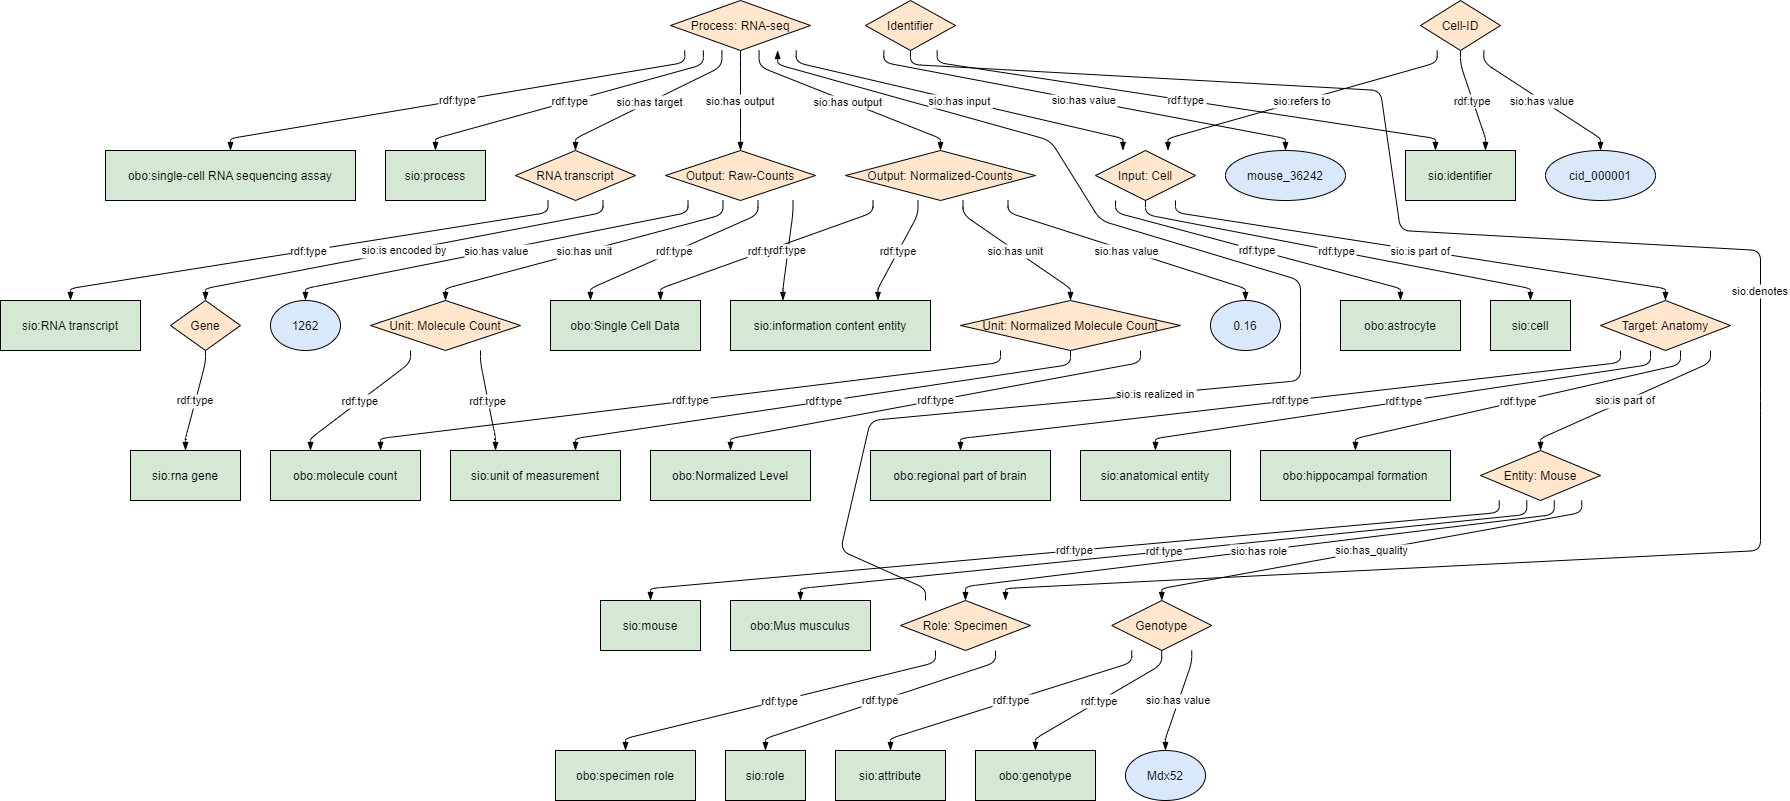 Process: RNA-seq
Identifier
Cell-ID
rdf:type
rdf:type
sio:has target
sio:has output
sio:has output
sio:has input
sio:has value
rdf:type
sio:refers to
rdf:type
sio:has value
obo:single-cell RNA sequencing assay
sio:process
RNA transcript
Output: Raw-Counts
Output: Normalized-Counts
Input: Cell
mouse_36242
sio:identifier
cid_000001
rdf:type
sio:is encoded by
sio:has value
sio:has unit
rdf:type
rdf:type
rdf:type
rdf:type
sio:has unit
sio:has value
rdf:type
rdf:type
sio:is part of
sio:denotes
sio:RNA transcript
Gene
1262
Unit: Molecule Count
obo:Single Cell Data
sio:information content entity
Unit: Normalized Molecule Count
0.16
obo:astrocyte
sio:cell
Target: Anatomy
rdf:type
rdf:type
rdf:type
rdf:type
rdf:type
rdf:type
sio:is realized in
rdf:type
rdf:type
rdf:type
sio:is part of
sio:rna gene
obo:molecule count
sio:unit of measurement
obo:Normalized Level
obo:regional part of brain
sio:anatomical entity
obo:hippocampal formation
Entity: Mouse
rdf:type
rdf:type
sio:has role
sio:has_quality
sio:mouse
obo:Mus musculus
Role: Specimen
Genotype
rdf:type
rdf:type
rdf:type
rdf:type
sio:has value
obo:specimen role
sio:role
sio:attribute
obo:genotype
Mdx52